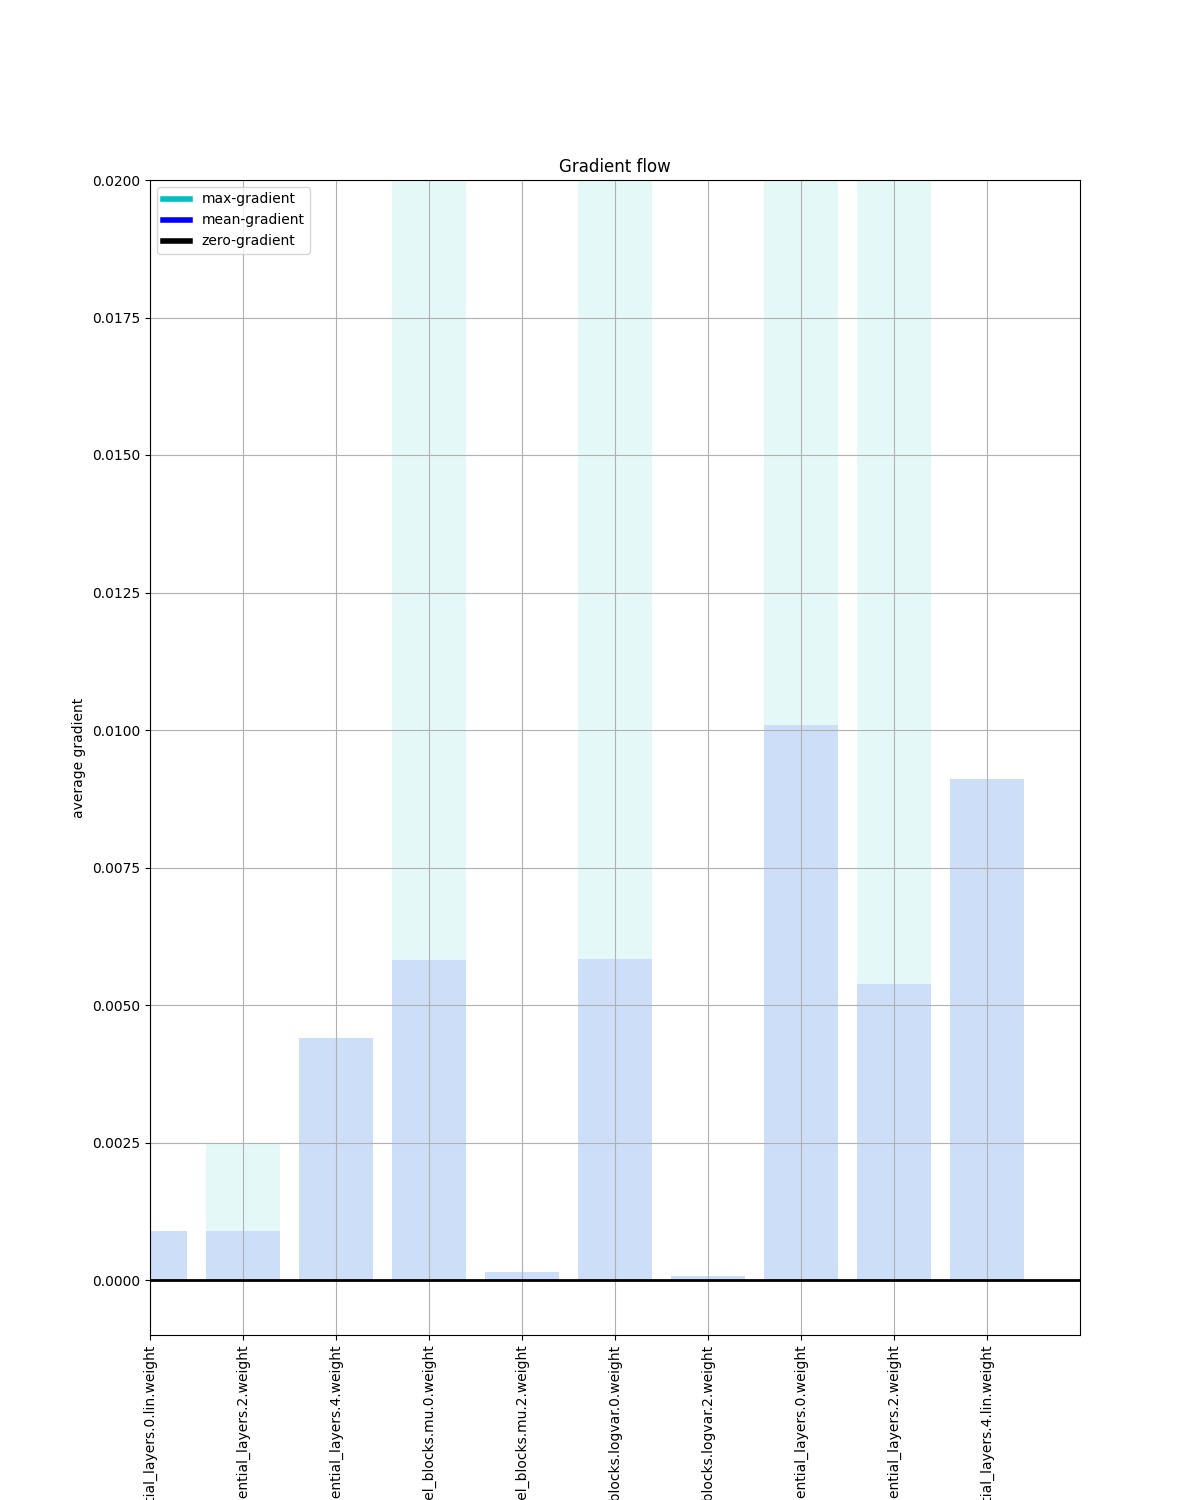 Gradient flow
max-gradient
mean-gradient
zero-gradient
0.0200
0.0175
0.0150
0.0125
0.0100
0.0075
0.0050
0.0025
0.0000
average gradient
tial_layers.0.lin.weight
ential_layers.2.weight
ential_layers.4.weight
el_blocks.mu.0.weight
el_blocks.mu.2.weight
blocks.logvar.0.weight
blocks.logvar.2.weight
ential_layers.0.weight
ential_layers.2.weight
tial_layers.4.lin.weight